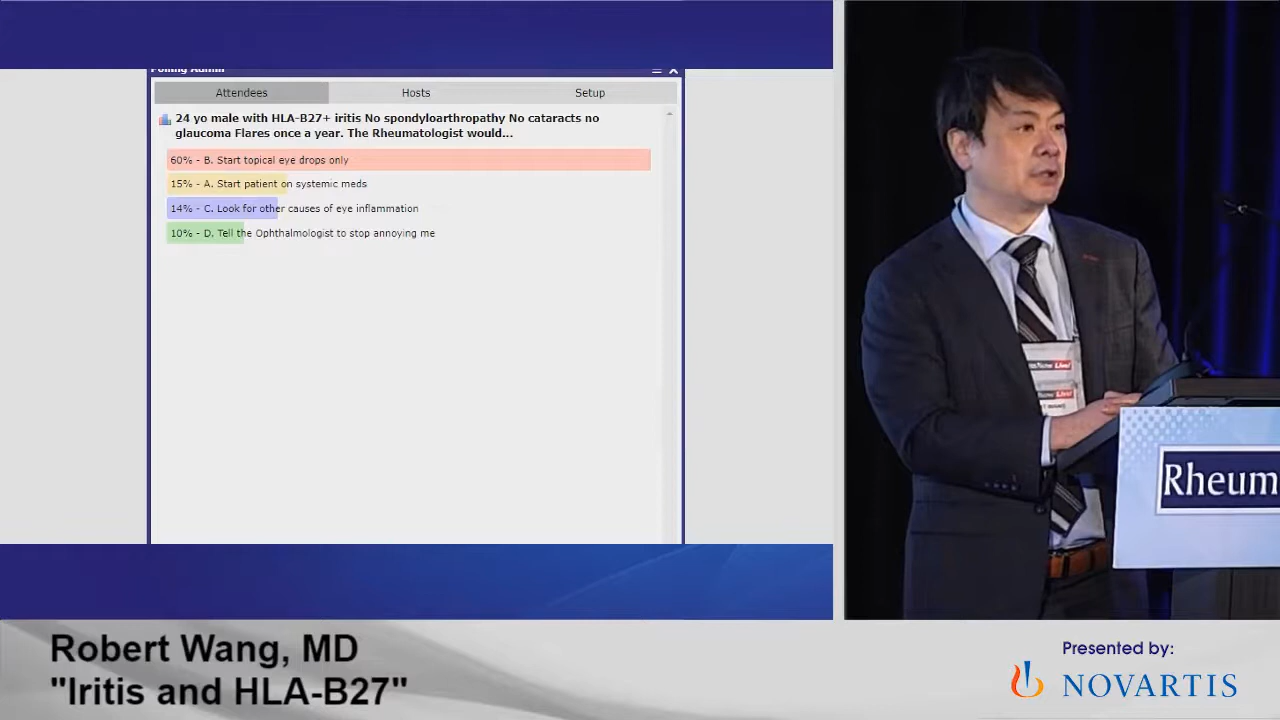 Attendees
Hosts
Setup
24 yo male with HLA-B27+ iritis No spondyloarthropathy No cataracts no
glaucoma Flares once a year. The Rheumatologist would...
60% - B. Start topical eye drops only
15% - A. Start patient on systemic meds
14% - C. Look for other causes of eye inflammation
10% - D. Tell the Ophthalmologist to stop annoying me
Rheum
Robert Wang, MD
"Iritis and HLA-B27"
Presented by:
NOVARTIS